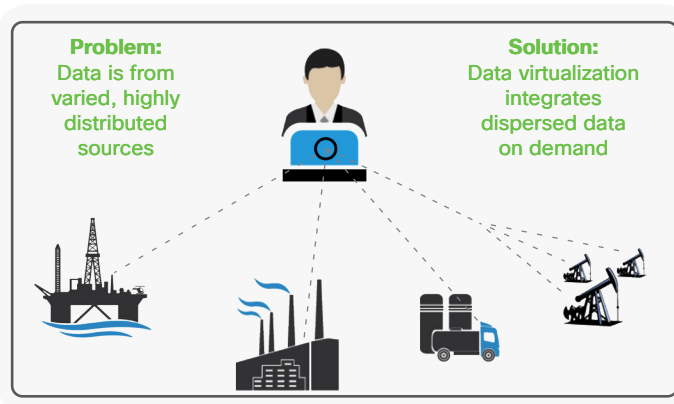 Problem:
Data is from
varied, highly
distributed
sources
Solution:
Data virtualization
integrates
dispersed data
on demand